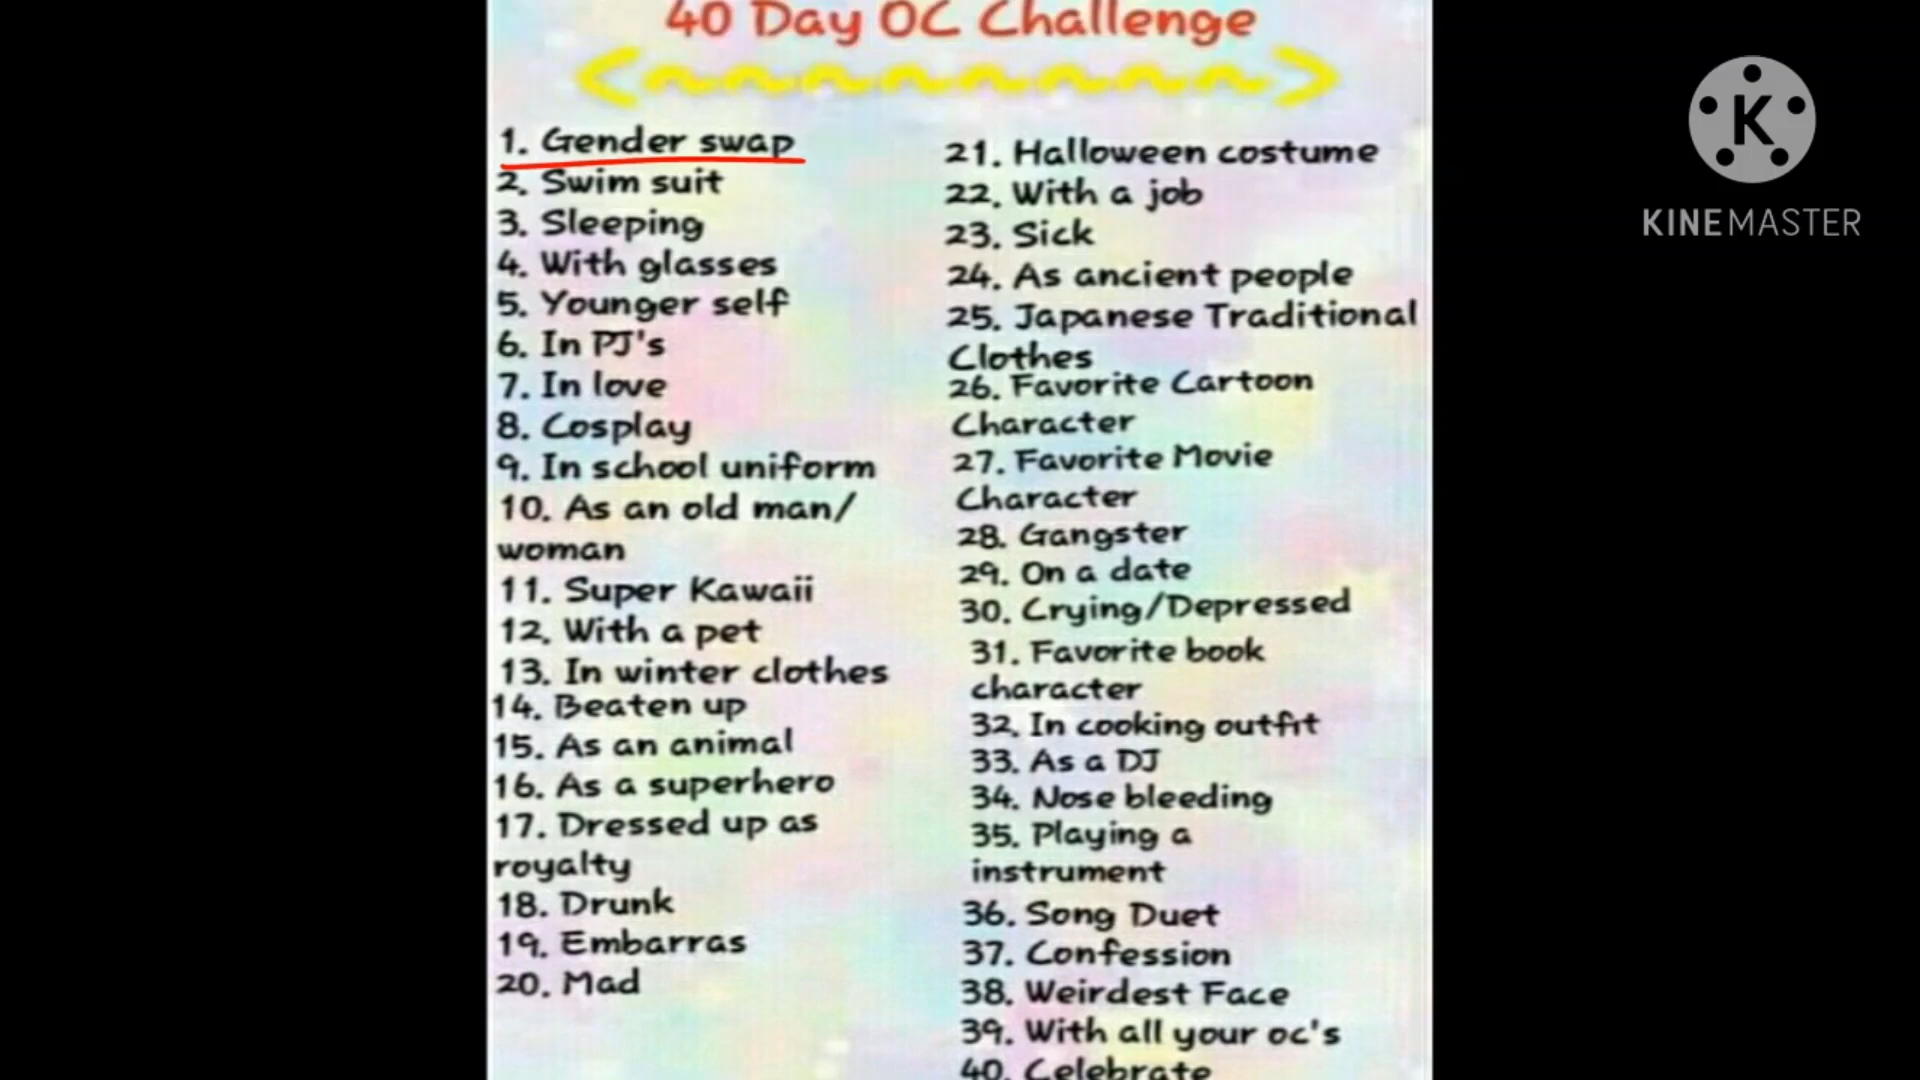 40 Day OC Challenge
<~~~~~~~~>
1. Gender swap
2. Swim suit
3. Sleeping
4. With glasses
5. Younger self
6. In PJ's
7. In love
8. Cosplay
9. In school uniform
10. As an old man/
woman
11. Super Kawaii
12. With a pet
13. In winter clothes
14. Beaten up
15. As an animal
16. As a superhero
17. Dressed up as
royalty
18. Drunk
19. Embarras
20. Mad
21. Halloween costume
22. With a job
23. Sick
24. As ancient people
25. Japanese Traditional
Clothes
26. Favorite Cartoon
Character
27. Favorite Movie
Character
28. Gangster
29. On a date
30. Crying/Depressed
31. Favorite book
character
32. In cooking outfit
33. As a DJ
34. Nose bleeding
35. Playing a
instrument
36. Song Duet
37. Confession
38. Weirdest Face
39. With all your oc's
40. Celebrate
K
KINEMASTER